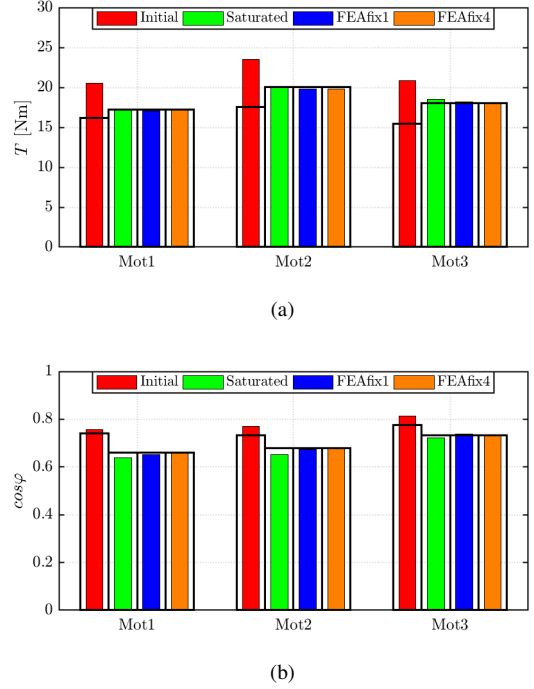 30
25
20
15
10
5
0
T [Nm]
Initial Saturated FEAfix1 FEAfix4
Mot1 Mot2 Mot3
(a)
1
0.8
0.6
0.4
0.2
0
cosφ
Initial Saturated FEAfix1 FEAfix4
Mot1 Mot2 Mot3
(b)